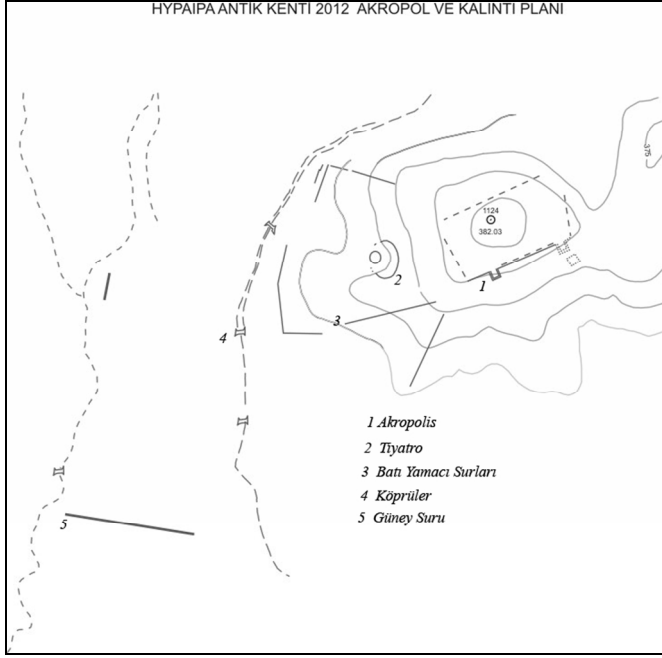 HYPAIPA ANTİK KENTİ 2012 AKROPOL VE KALINTI PLANI
375
1124
382.03
2
1
3
4
1 Akropolis
2 Tiyatro
3 Batı Yamacı Surları
4 Köprüler
5 Güney Suru
5